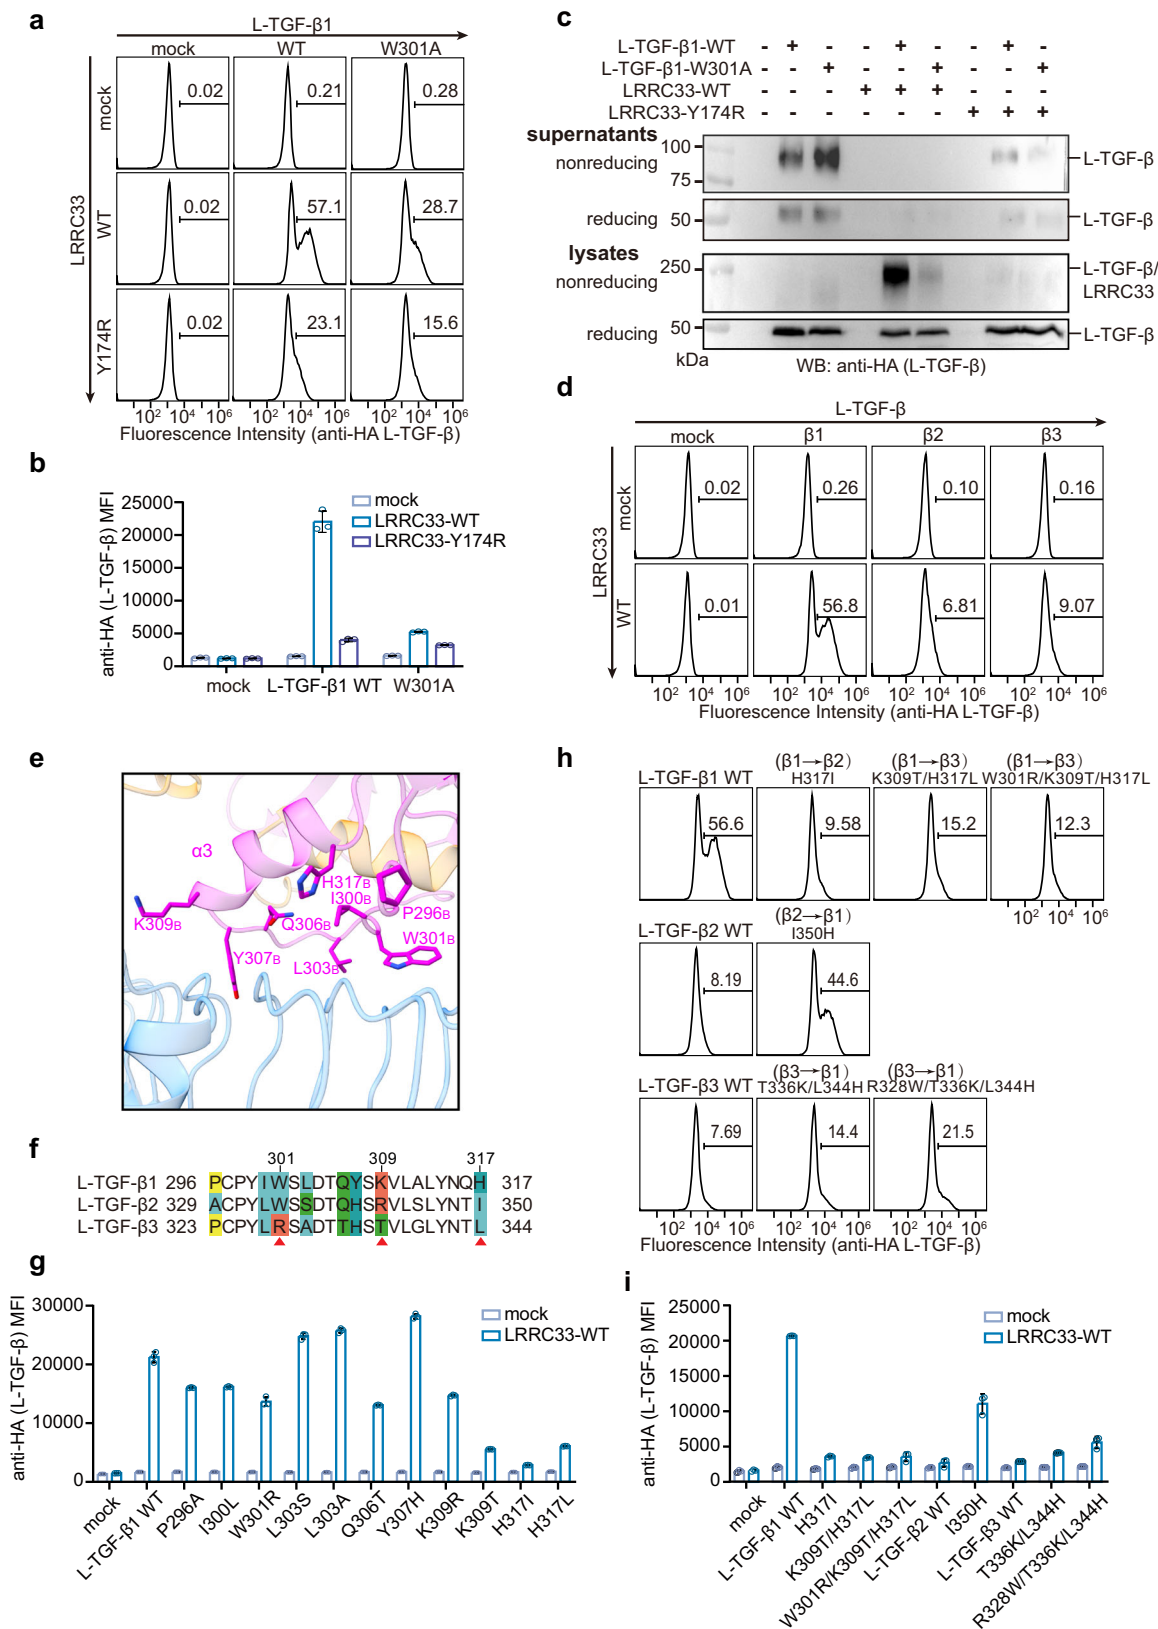 a
L-TGF-β1
mock WT W301A
LRRC33
mock 0.02 0.21 0.28
WT 0.02 57.1 28.7
Y174R 0.02 23.1 15.6
10² 10⁴ 10⁶ 10² 10⁴ 10⁶ 10² 10⁴ 10⁶
Fluorescence Intensity (anti-HA L-TGF-β)
b
anti-HA (L-TGF-β) MFI
25000
20000
15000
10000
5000
0
mock
LRRC33-WT
LRRC33-Y174R
mock L-TGF-β1 WT W301A
c
L-TGF-β1-WT - + - - + - - + -
L-TGF-β1-W301A - - + - - + - - +
LRRC33-WT - - - + + + - - -
LRRC33-Y174R - - - - - - + + +
supernatants
nonreducing 100 75 L-TGF-β
reducing 50 L-TGF-β
lysates
nonreducing 250 L-TGF-β/
LRRC33
reducing 50 L-TGF-β
kDa WB: anti-HA (L-TGF-β)
d
L-TGF-β
mock β1 β2 β3
LRRC33
mock 0.02 0.26 0.10 0.16
WT 0.01 56.8 6.81 9.07
10² 10⁴ 10⁶ 10² 10⁴ 10⁶ 10² 10⁴ 10⁶ 10² 10⁴ 10⁶
Fluorescence Intensity (anti-HA L-TGF-β)
e
α3
H317B
I300B
K309B
Q306B
P296B
Y307B
W301B
L303B
f
301 309 317
L-TGF-β1 296 PCPYIWSLDTQYSKVLALYNQH 317
L-TGF-β2 329 ACPYLWSSDTQHSRVLSLYNTI 350
L-TGF-β3 323 PCPYLRSADTTHSTVLGLYNTL 344
g
anti-HA (L-TGF-β) MFI
30000
20000
10000
0
mock
LRRC33-WT
mock L-TGF-β1 WT P296A I300L W301R L303S L303A Q306T Y307H K309R K309T H317I H317L
h
(β1→β2) (β1→β3) (β1→β3)
L-TGF-β1 WT H317I K309T/H317L W301R/K309T/H317L
56.6 9.58 15.2 12.3
10² 10⁴ 10⁶
(β2→β1)
L-TGF-β2 WT I350H
8.19 44.6
(β3→β1) (β3→β1)
L-TGF-β3 WT T336K/L344H R328W/T336K/L344H
7.69 14.4 21.5
10² 10⁴ 10⁶ 10² 10⁴ 10⁶ 10² 10⁴ 10⁶
Fluorescence Intensity (anti-HA L-TGF-β)
i
anti-HA (L-TGF-β) MFI
25000
20000
15000
10000
5000
0
mock
LRRC33-WT
mock L-TGF-β1 WT H317I K309T/H317L W301R/K309T/H317L L-TGF-β2 WT I350H L-TGF-β3 WT T336K/L344H R328W/T336K/L344H